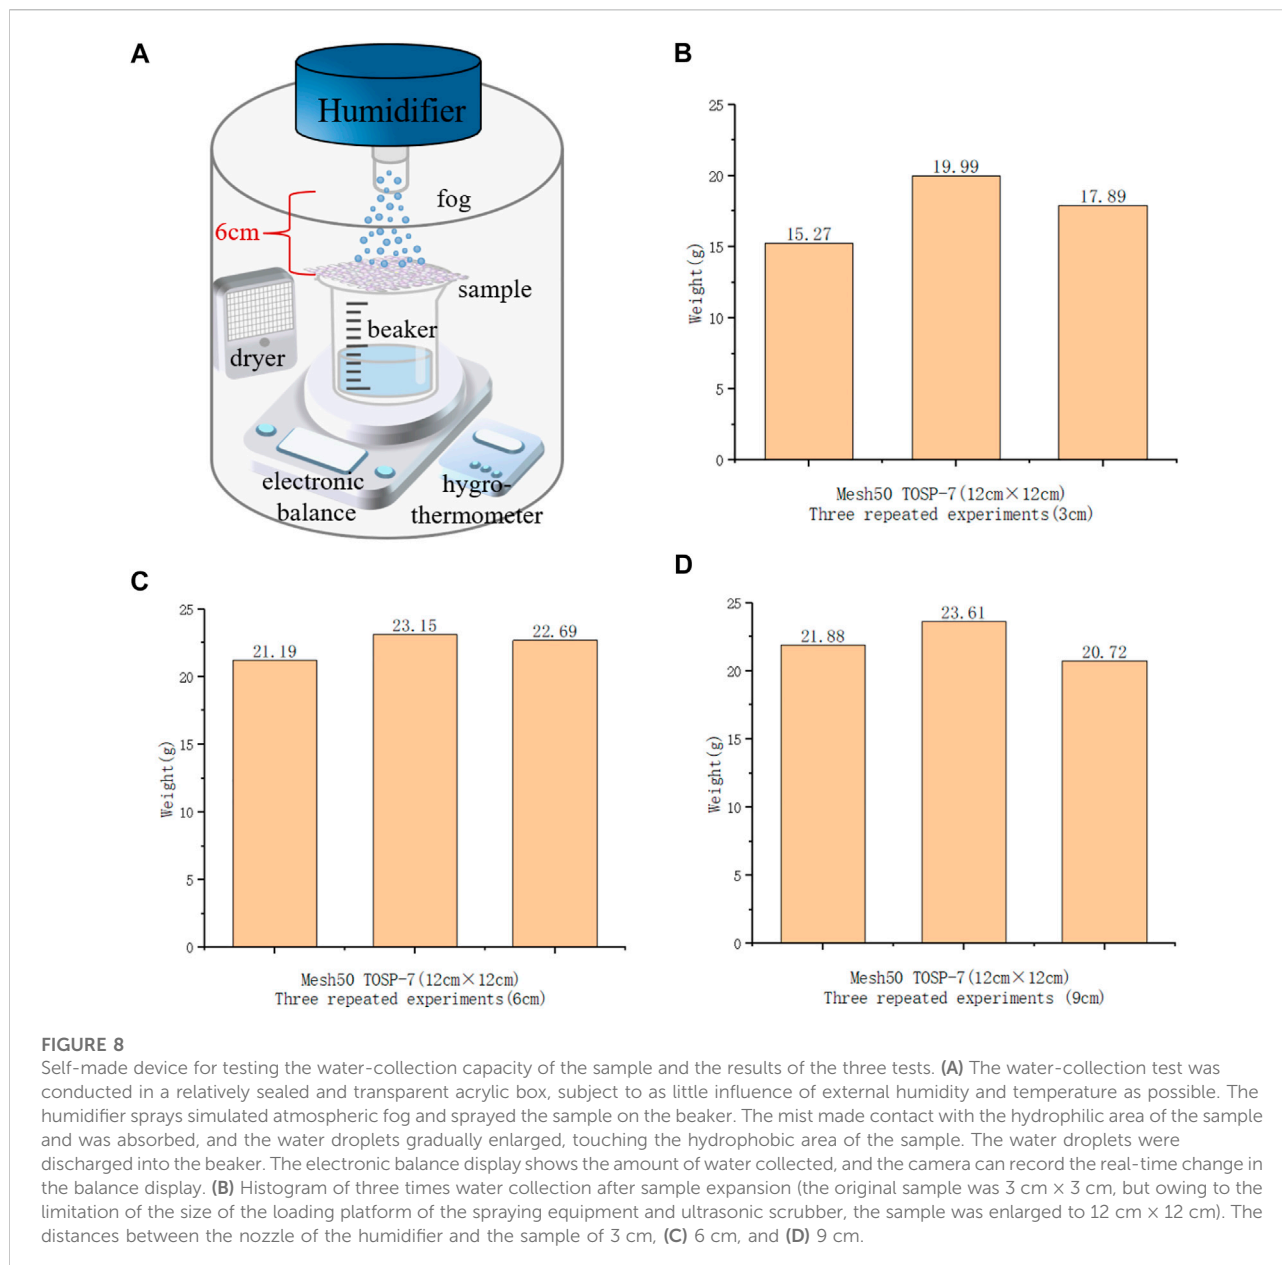 A
Humidifier
fog
6cm
sample
beaker
dryer
electronic
balance
hygro-
thermometer
B
25
20
15
10
5
0
Weight(g)
15.27
19.99
17.89
Mesh50 TOSP-7(12cm×12cm)
Three repeated experiments(3cm)
C
25
20
15
10
5
0
Weight(g)
21.19
23.15
22.69
Mesh50 TOSP-7(12cm×12cm)
Three repeated experiments(6cm)
D
25
20
15
10
5
0
Weight(g)
21.88
23.61
20.72
Mesh50 TOSP-7(12cm×12cm)
Three repeated experiments (9cm)
FIGURE 8
Self-made device for testing the water-collection capacity of the sample and the results of the three tests. (A) The water-collection test was
conducted in a relatively sealed and transparent acrylic box, subject to as little influence of external humidity and temperature as possible. The
humidifier sprays simulated atmospheric fog and sprayed the sample on the beaker. The mist made contact with the hydrophilic area of the sample
and was absorbed, and the water droplets gradually enlarged, touching the hydrophobic area of the sample. The water droplets were
discharged into the beaker. The electronic balance display shows the amount of water collected, and the camera can record the real-time change in
the balance display. (B) Histogram of three times water collection after sample expansion (the original sample was 3 cm × 3 cm, but owing to the
limitation of the size of the loading platform of the spraying equipment and ultrasonic scrubber, the sample was enlarged to 12 cm × 12 cm). The
distances between the nozzle of the humidifier and the sample of 3 cm, (C) 6 cm, and (D) 9 cm.